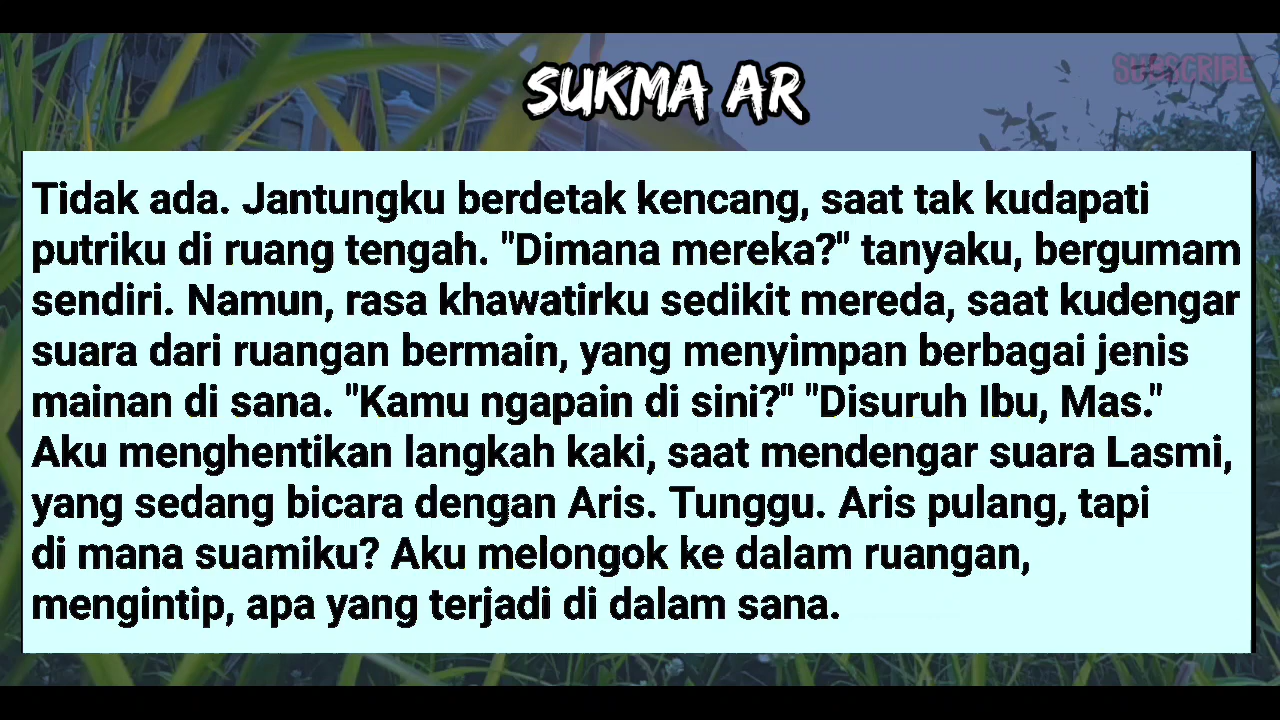 SUKMA AR
SUBSCRIBE
Tidak ada. Jantungku berdetak kencang, saat tak kudapati
putriku di ruang tengah. "Dimana mereka?" tanyaku, bergumam
sendiri. Namun, rasa khawatirku sedikit mereda, saat kudengar
suara dari ruangan bermain, yang menyimpan berbagai jenis
mainan di sana. "Kamu ngapain di sini?" "Disuruh Ibu, Mas."
Aku menghentikan langkah kaki, saat mendengar suara Lasmi,
yang sedang bicara dengan Aris. Tunggu. Aris pulang, tapi
di mana suamiku? Aku melongok ke dalam ruangan,
mengintip, apa yang terjadi di dalam sana.